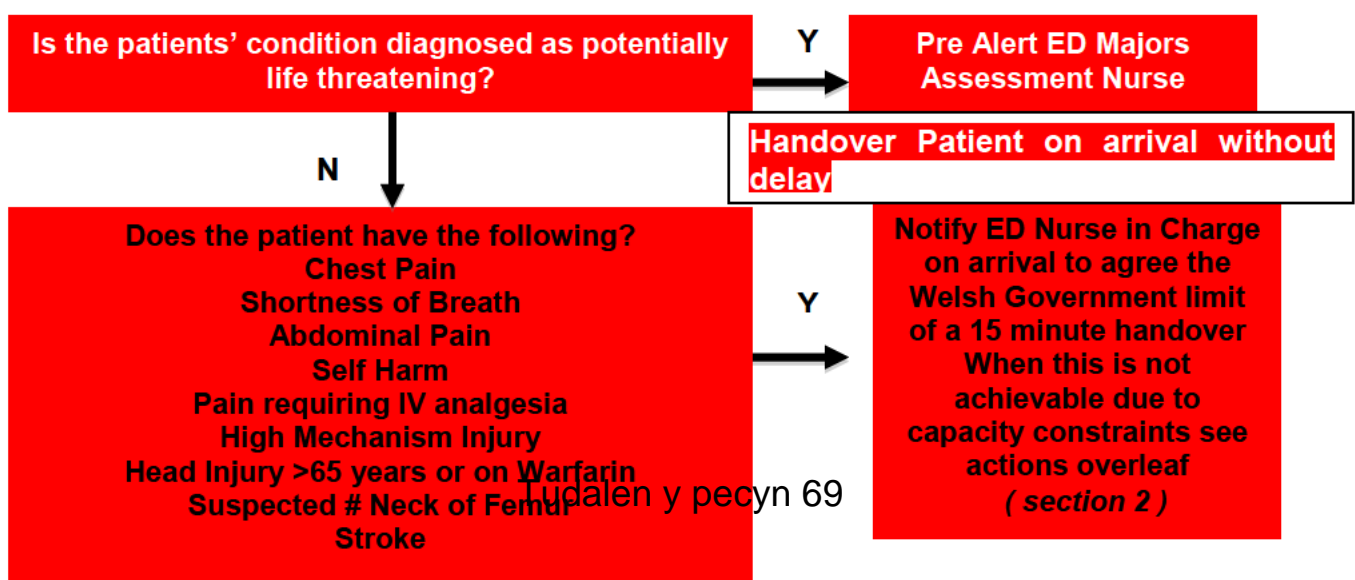 Is the patients’ condition diagnosed as potentially
life threatening?
Y
Pre Alert ED Majors
Assessment Nurse
Handover Patient on arrival without
delay
N
Does the patient have the following?
Chest Pain
Shortness of Breath
Abdominal Pain
Self Harm
Pain requiring IV analgesia
High Mechanism Injury
Head Injury >65 years or on Warfarin
Suspected # Neck of Femur
Stroke
Y
Notify ED Nurse in Charge
on arrival to agree the
Welsh Government limit
of a 15 minute handover
When this is not
achievable due to
capacity constraints see
actions overleaf
( section 2 )
Tudalen y pecyn 69